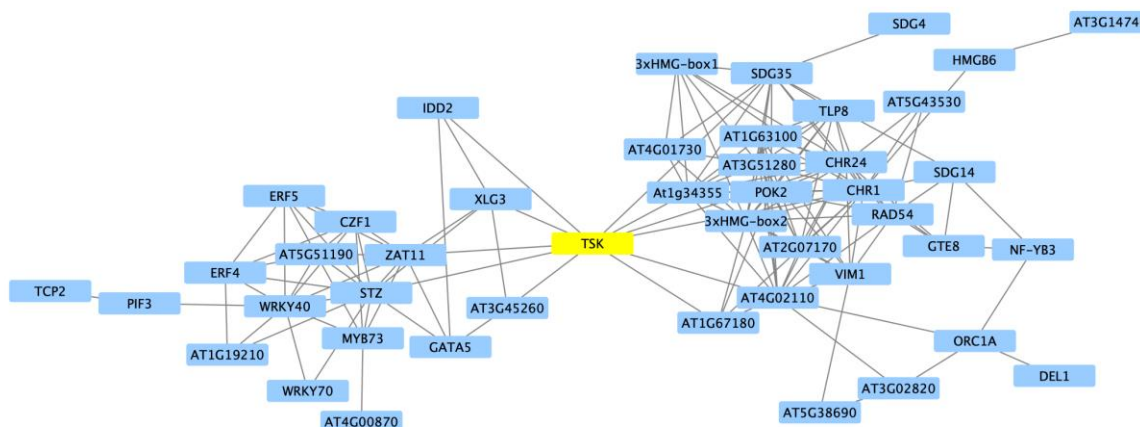 SDG4
AT3G1474
3xHMG-box1
SDG35
HMGB6
IDD2
TLP8
AT5G43530
AT1G63100
AT4G01730
AT3G51280
CHR24
SDG14
ERF5
XLG3
At1g34355
POK2
CHR1
CZF1
3xHMG-box2
RAD54
AT5G51190
ZAT11
TSK
AT2G07170
GTE8
NF-YB3
ERF4
VIM1
TCP2
PIF3
WRKY40
STZ
AT3G45260
AT4G02110
AT1G67180
MYB73
GATA5
ORC1A
AT1G19210
DEL1
WRKY70
AT3G02820
AT4G00870
AT5G38690